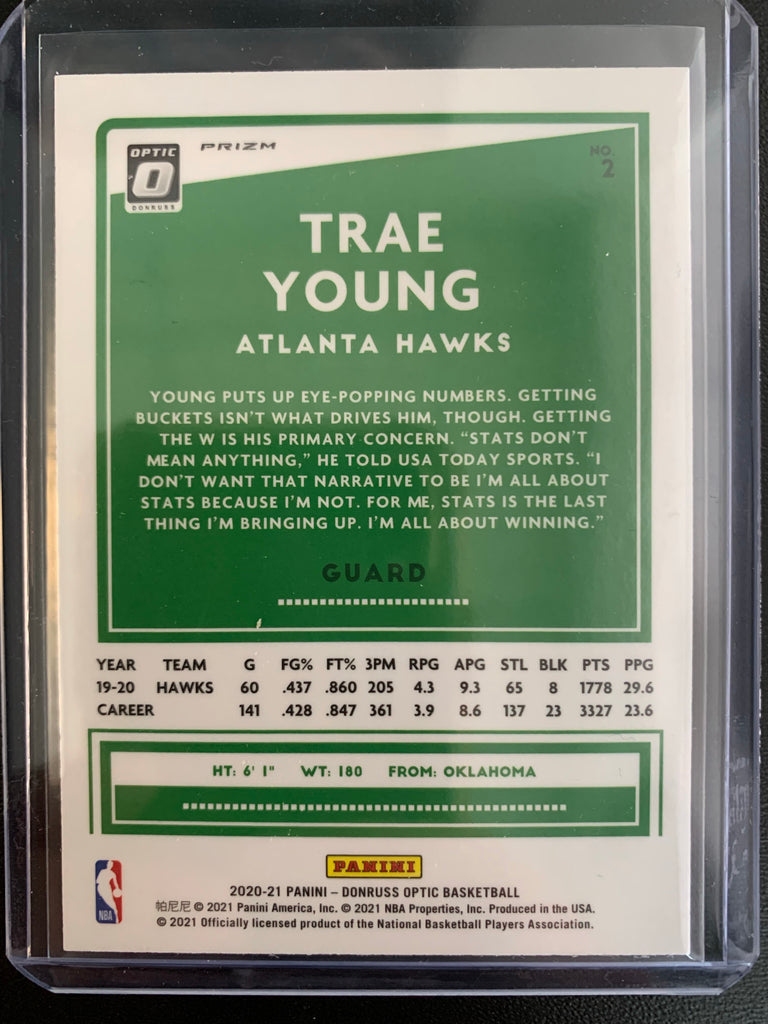 OPTIC
DONRUSS
PRIZM
NO.
2
TRAE
YOUNG
ATLANTA HAWKS
YOUNG PUTS UP EYE-POPPING NUMBERS. GETTING
BUCKETS ISN'T WHAT DRIVES HIM, THOUGH. GETTING
THE W IS HIS PRIMARY CONCERN. "STATS DON'T
MEAN ANYTHING," HE TOLD USA TODAY SPORTS. "I
DON'T WANT THAT NARRATIVE TO BE I'M ALL ABOUT
STATS BECAUSE I'M NOT. FOR ME, STATS IS THE LAST
THING I'M BRINGING UP. I'M ALL ABOUT WINNING."
GUARD
YEAR TEAM G FG% FT% 3PM RPG APG STL BLK PTS PPG
19-20 HAWKS 60 .437 .860 205 4.3 9.3 65 8 1778 29.6
CAREER 141 .428 .847 361 3.9 8.6 137 23 3327 23.6
HT: 6' 1" WT: 180 FROM: OKLAHOMA
PANINI
NBA
2020-21 PANINI – DONRUSS OPTIC BASKETBALL
帕尼尼 © 2021 Panini America, Inc. © 2021 NBA Properties, Inc. Produced in the USA.
© 2021 Officially licensed product of the National Basketball Players Association.